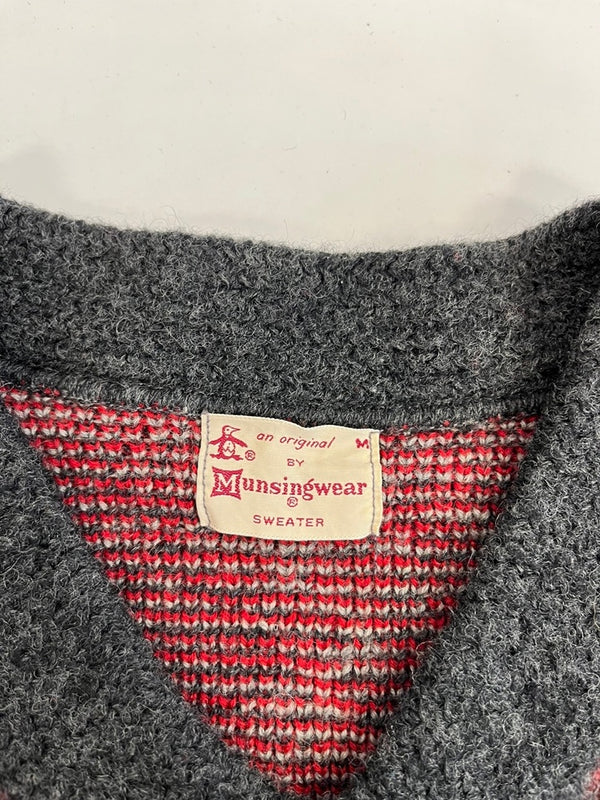 an original M
BY
Munsingwear
®
SWEATER
®